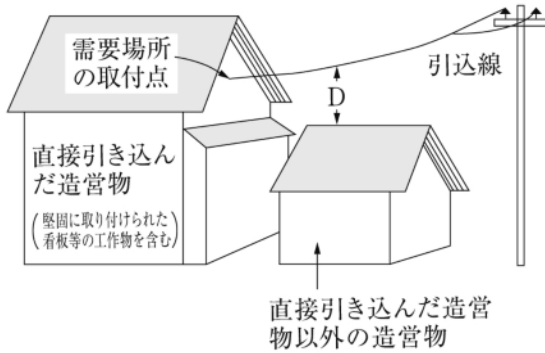 需要場所
の取付点
引込線
D
直接引き込ん
だ造営物
(堅固に取り付けられた
看板等の工作物を含む)
直接引き込んだ造営
物以外の造営物